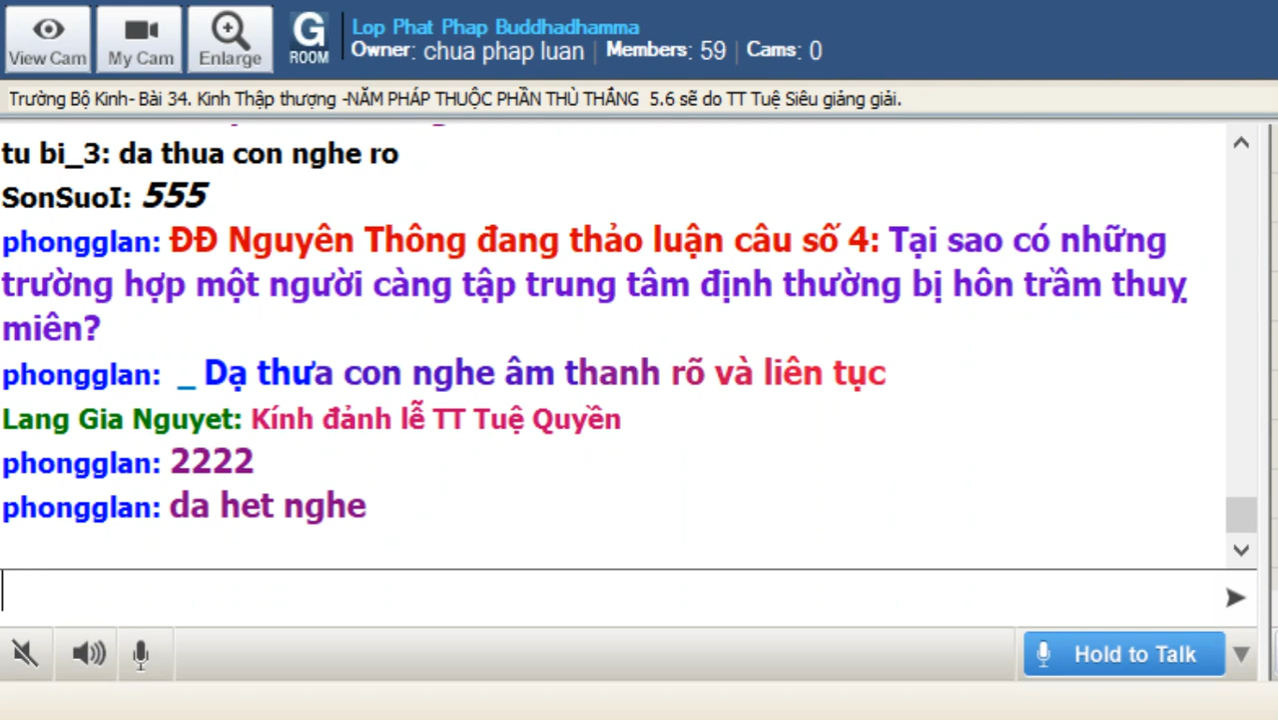 View Cam
My Cam
Enlarge
G
ROOM
Lop Phat Phap Buddhadhamma
Owner: chua phap luan | Members: 59 | Cams: 0
Trường Bộ Kinh- Bài 34. Kinh Thập thượng -NĂM PHÁP THUỘC PHẦN THÙ THẮNG 5.6 sẽ do TT Tuệ Siêu giảng giải.
tu bi_3: da thua con nghe ro
SonSuoI: 555
phongglan: ĐĐ Nguyên Thông đang thảo luận câu số 4: Tại sao có những
trường hợp một người càng tập trung tâm định thường bị hôn trầm thuỵ
miên?
phongglan: _ Dạ thưa con nghe âm thanh rõ và liên tục
Lang Gia Nguyet: Kính đảnh lễ TT Tuệ Quyền
phongglan: 2222
phongglan: da het nghe
Hold to Talk